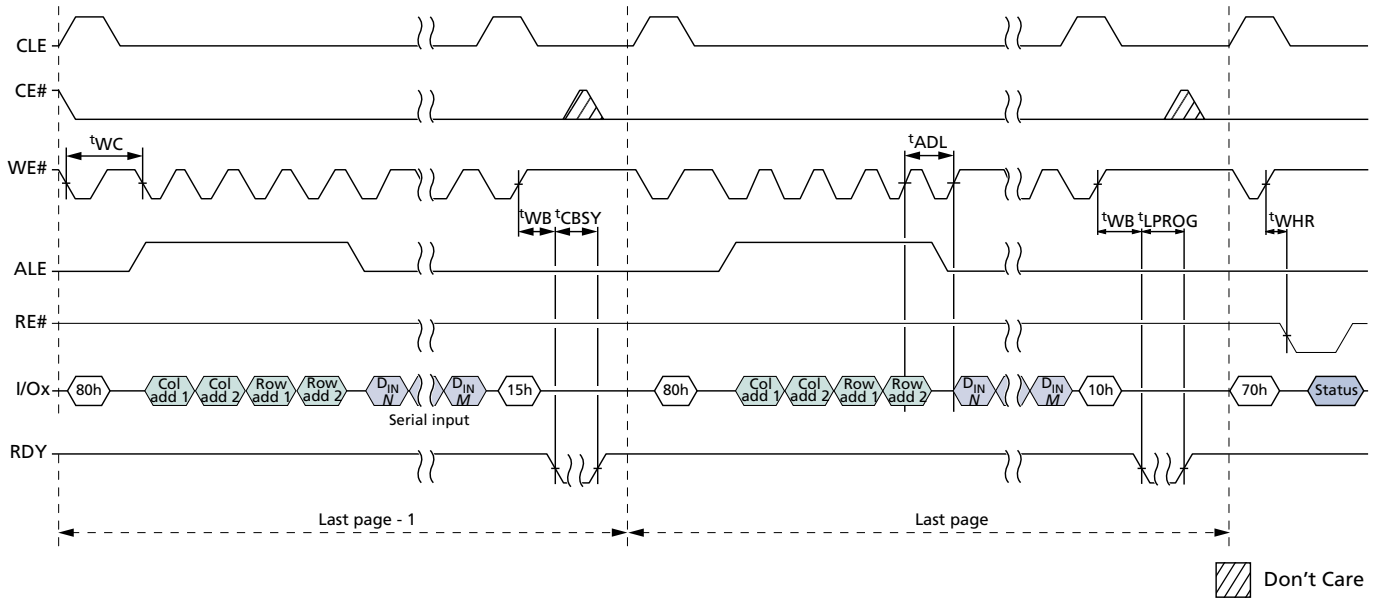 CLE
CE#
tWC
tADL
WE#
tWB tCBSY
tWB tLPROG
tWHR
ALE
RE#
I/Ox
80h
Col add 1
Col add 2
Row add 1
Row add 2
DIN N
DIN M
15h
80h
Col add 1
Col add 2
Row add 1
Row add 2
DIN N
DIN M
10h
70h
Status
Serial input
RDY
Last page - 1
Last page
Don't Care